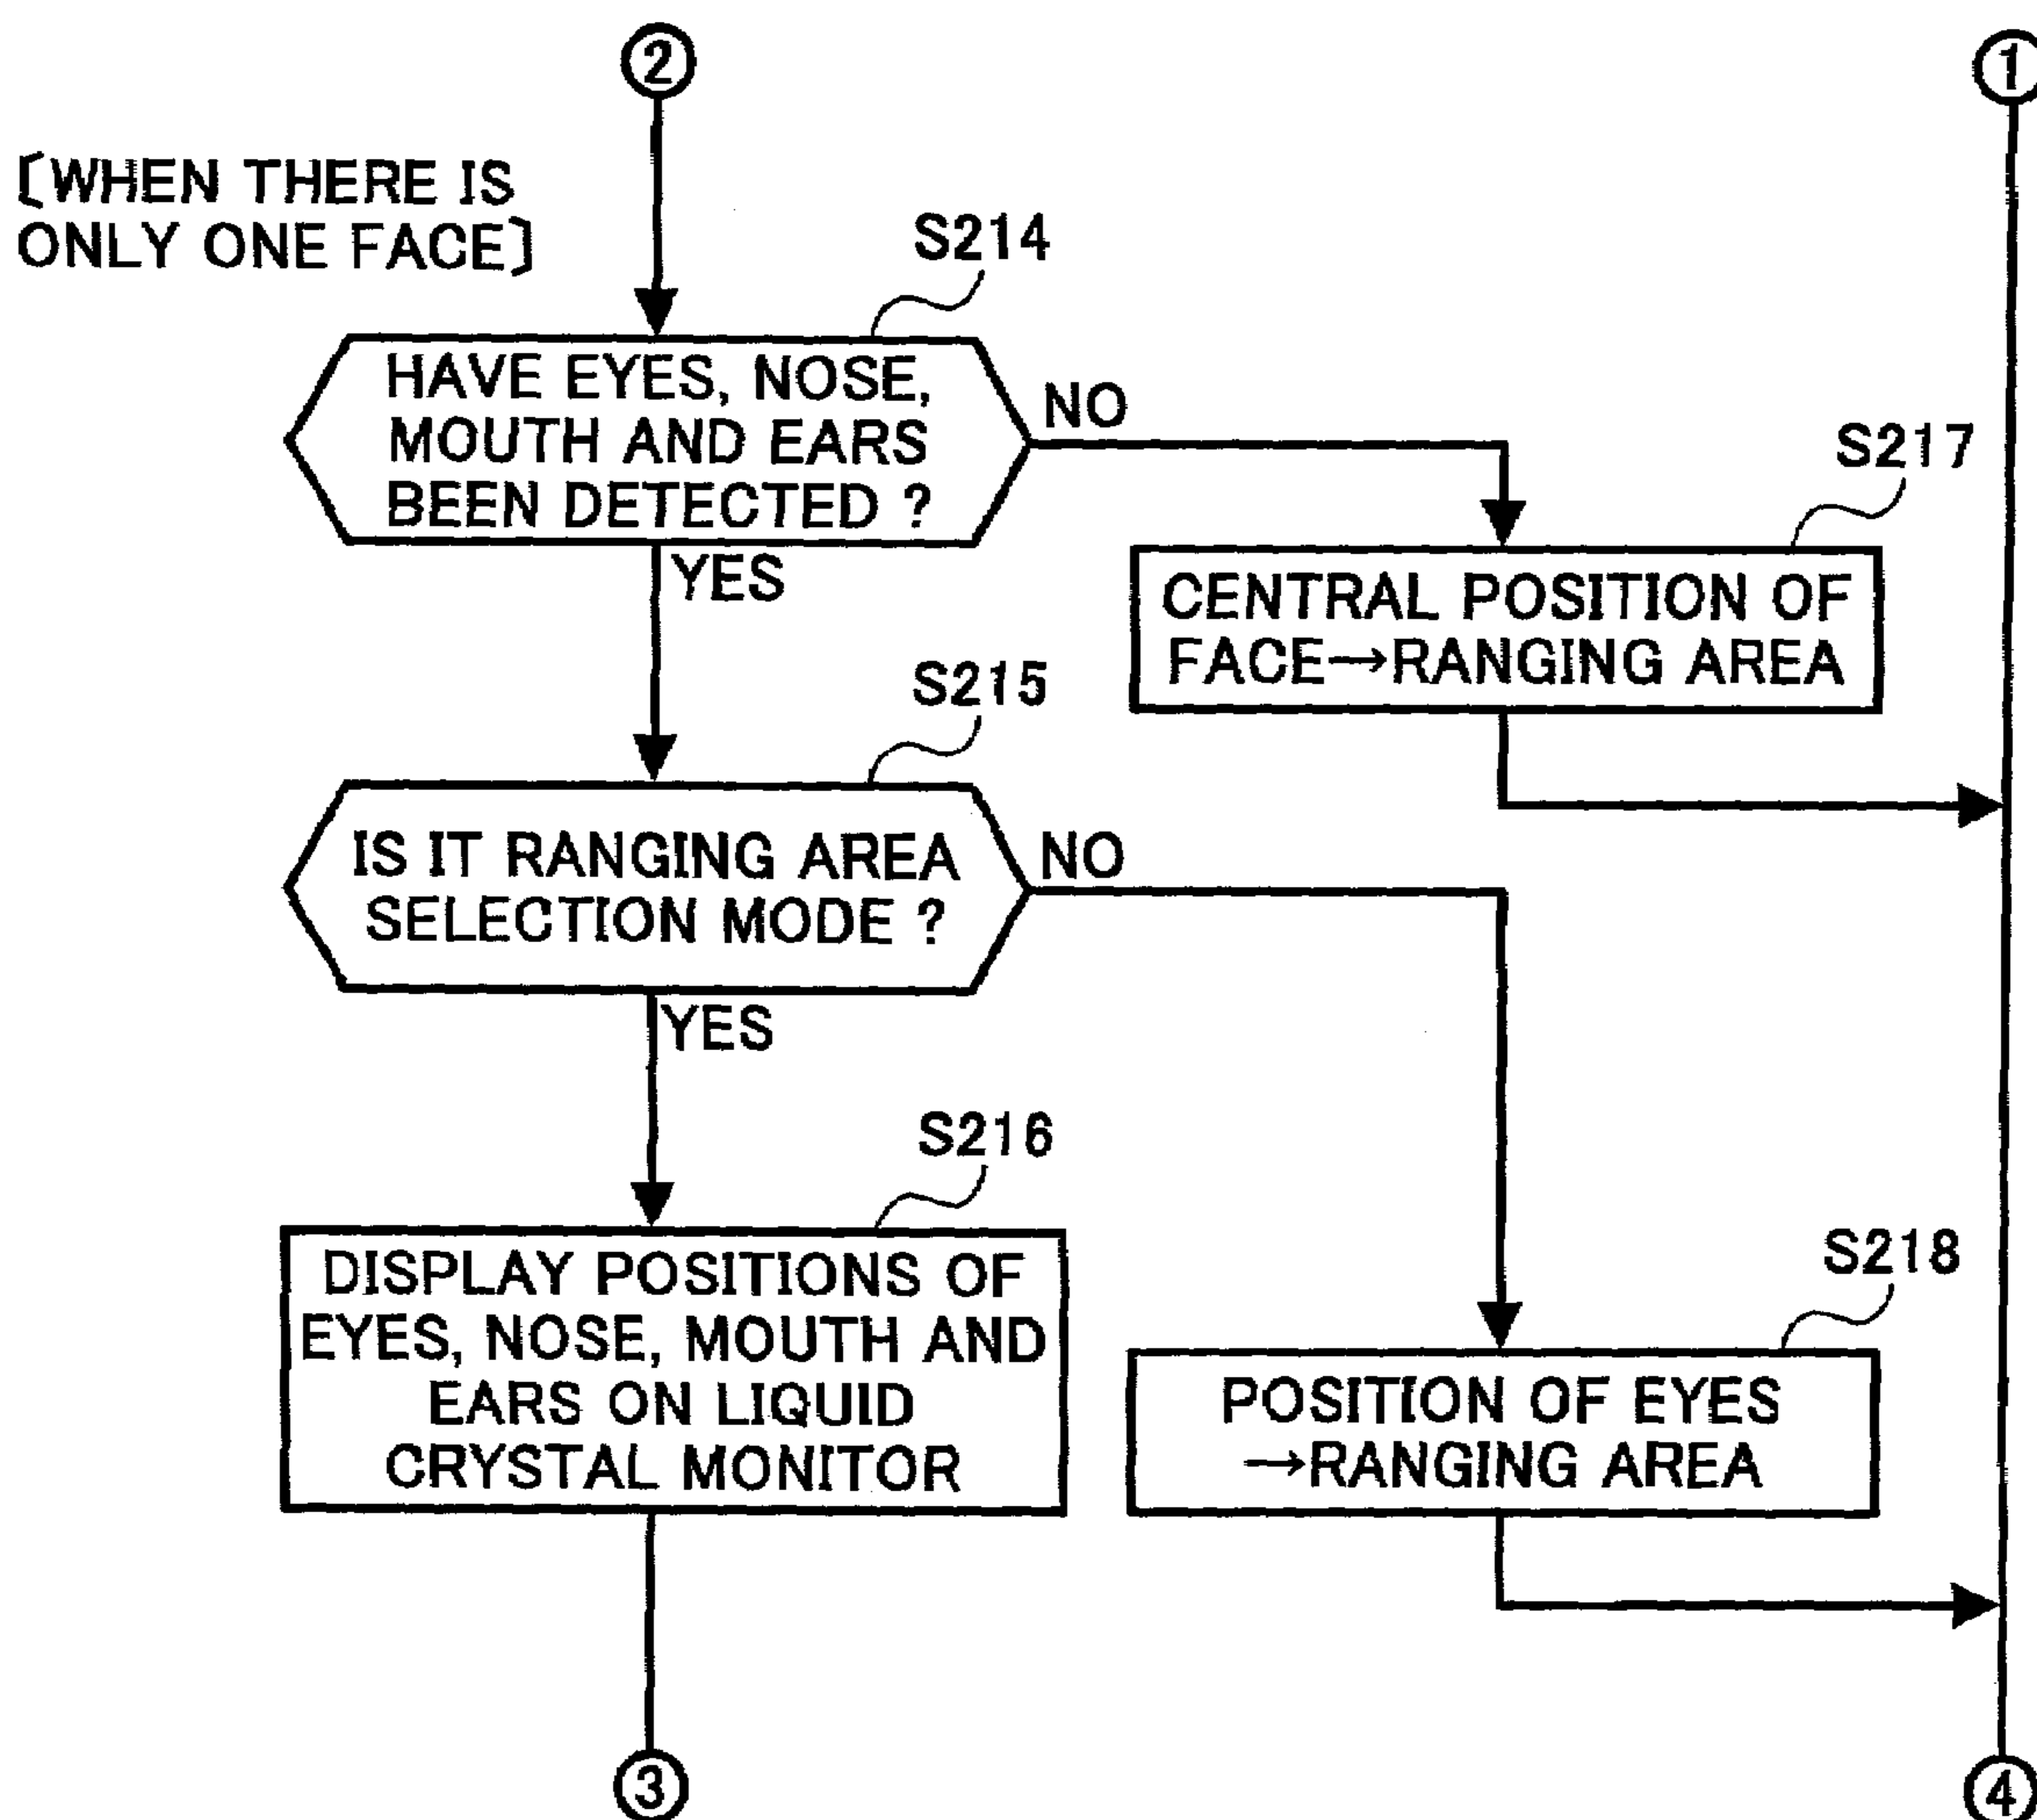 ②
①
〔WHEN THERE IS
ONLY ONE FACE〕
S214
HAVE EYES, NOSE,
MOUTH AND EARS
BEEN DETECTED ?
NO
YES
S217
CENTRAL POSITION OF
FACE→RANGING AREA
S215
IS IT RANGING AREA
SELECTION MODE ?
NO
YES
S216
DISPLAY POSITIONS OF
EYES, NOSE, MOUTH AND
EARS ON LIQUID
CRYSTAL MONITOR
S218
POSITION OF EYES
→RANGING AREA
③
④